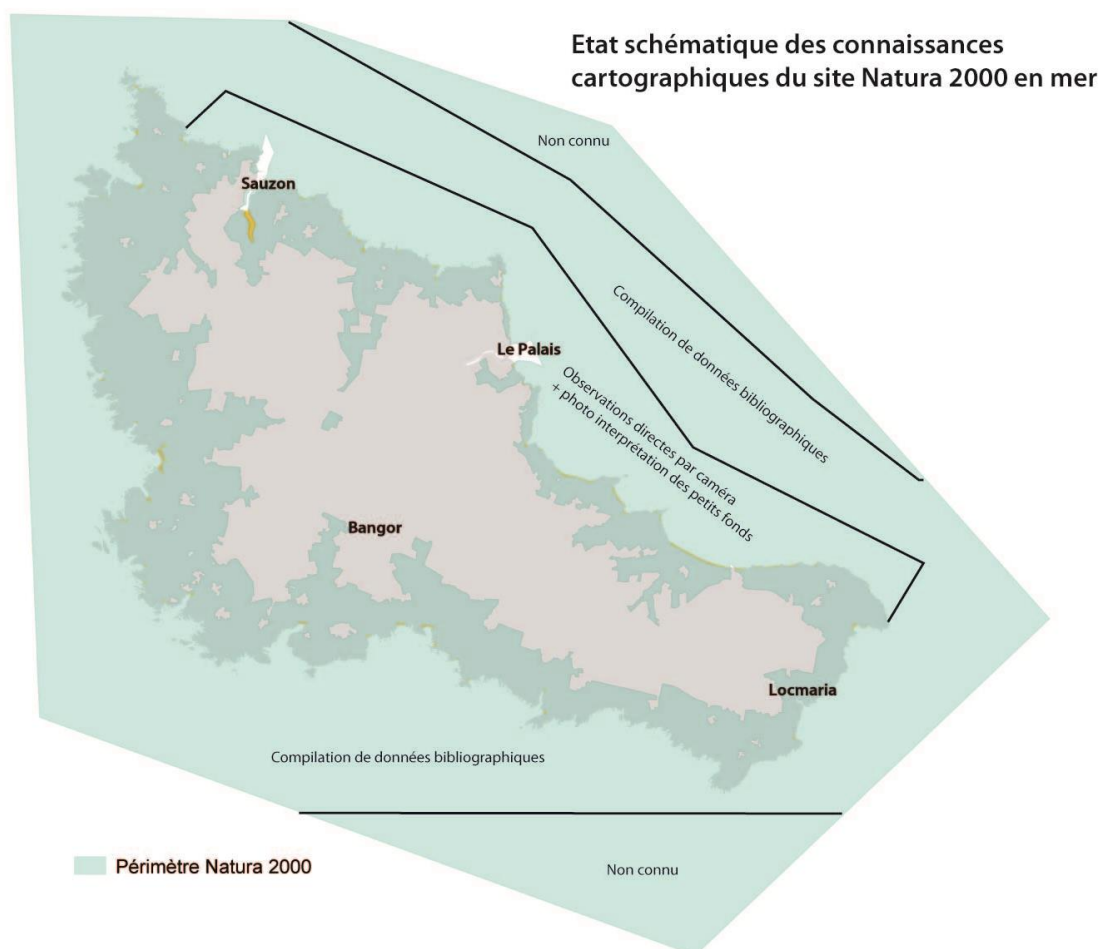 Etat schématique des connaissances
cartographiques du site Natura 2000 en mer
Non connu
Sauzon
Compilation de données bibliographiques
Le Palais
Observations directes par caméra
+ photo interprétation des petits fonds
Bangor
Locmaria
Compilation de données bibliographiques
Périmètre Natura 2000
Non connu